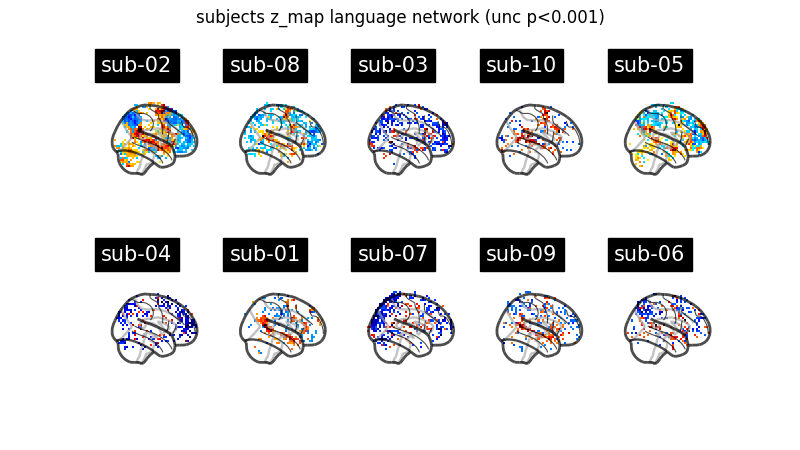 subjects z_map language network (unc p<0.001)
sub-02
sub-08
sub-03
sub-10
sub-05
sub-04
sub-01
sub-07
sub-09
sub-06